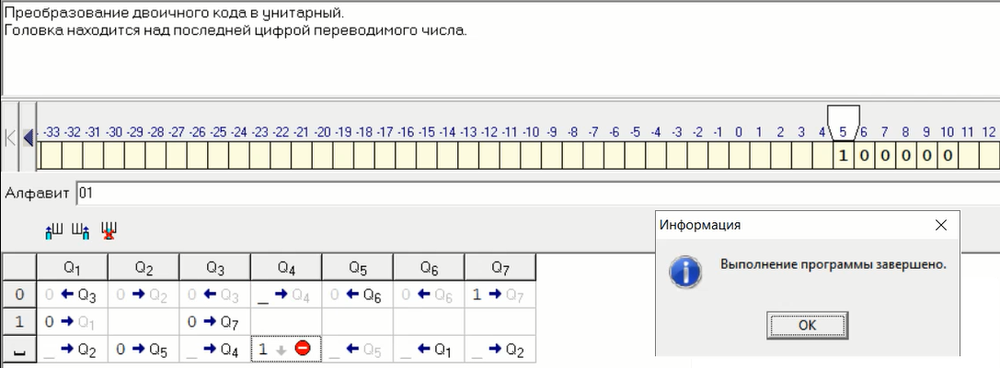 Преобразование двоичного кода в унитарный.
Головка находится над последней цифрой переводимого числа.
-33 -32 -31 -30 -29 -28 -27 -26 -25 -24 -23 -22 -21 -20 -19 -18 -17 -16 -15 -14 -13 -12 -11 -10 -9 -8 -7 -6 -5 -4 -3 -2 -1 0 1 2 3 4 5 6 7 8 9 10 11 12
1 0 0 0 0 0
Алфавит 01
Информация
Выполнение программы завершено.
OK
Q1 Q2 Q3 Q4 Q5 Q6 Q7
0 0 ← Q3 0 → Q2 0 ← Q3 _ → Q4 0 ← Q6 0 ← Q6 1 → Q7
1 0 → Q1 0 → Q7
_ → Q2 0 → Q5 _ → Q4 1 ↓ _ ← Q5 _ ← Q1 _ → Q2